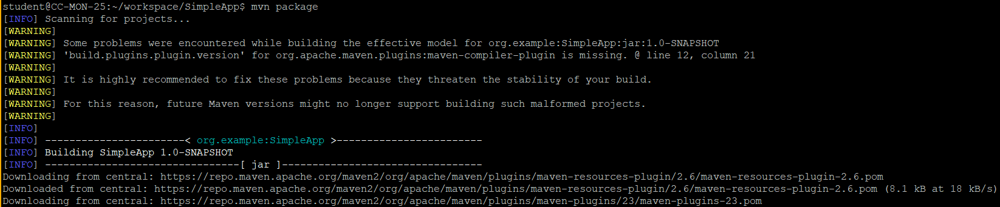 student@CC-MON-25:~/workspace/SimpleApp$ mvn package
[INFO] Scanning for projects...
[WARNING]
[WARNING] Some problems were encountered while building the effective model for org.example:SimpleApp:jar:1.0-SNAPSHOT
[WARNING] 'build.plugins.plugin.version' for org.apache.maven.plugins:maven-compiler-plugin is missing. @ line 12, column 21
[WARNING]
[WARNING] It is highly recommended to fix these problems because they threaten the stability of your build.
[WARNING]
[WARNING] For this reason, future Maven versions might no longer support building such malformed projects.
[WARNING]
[INFO]
[INFO] -----------------------< org.example:SimpleApp >------------------------
[INFO] Building SimpleApp 1.0-SNAPSHOT
[INFO] --------------------------------[ jar ]---------------------------------
Downloading from central: https://repo.maven.apache.org/maven2/org/apache/maven/plugins/maven-resources-plugin/2.6/maven-resources-plugin-2.6.pom
Downloaded from central: https://repo.maven.apache.org/maven2/org/apache/maven/plugins/maven-resources-plugin/2.6/maven-resources-plugin-2.6.pom (8.1 kB at 18 kB/s)
Downloading from central: https://repo.maven.apache.org/maven2/org/apache/maven/plugins/maven-plugins/23/maven-plugins-23.pom